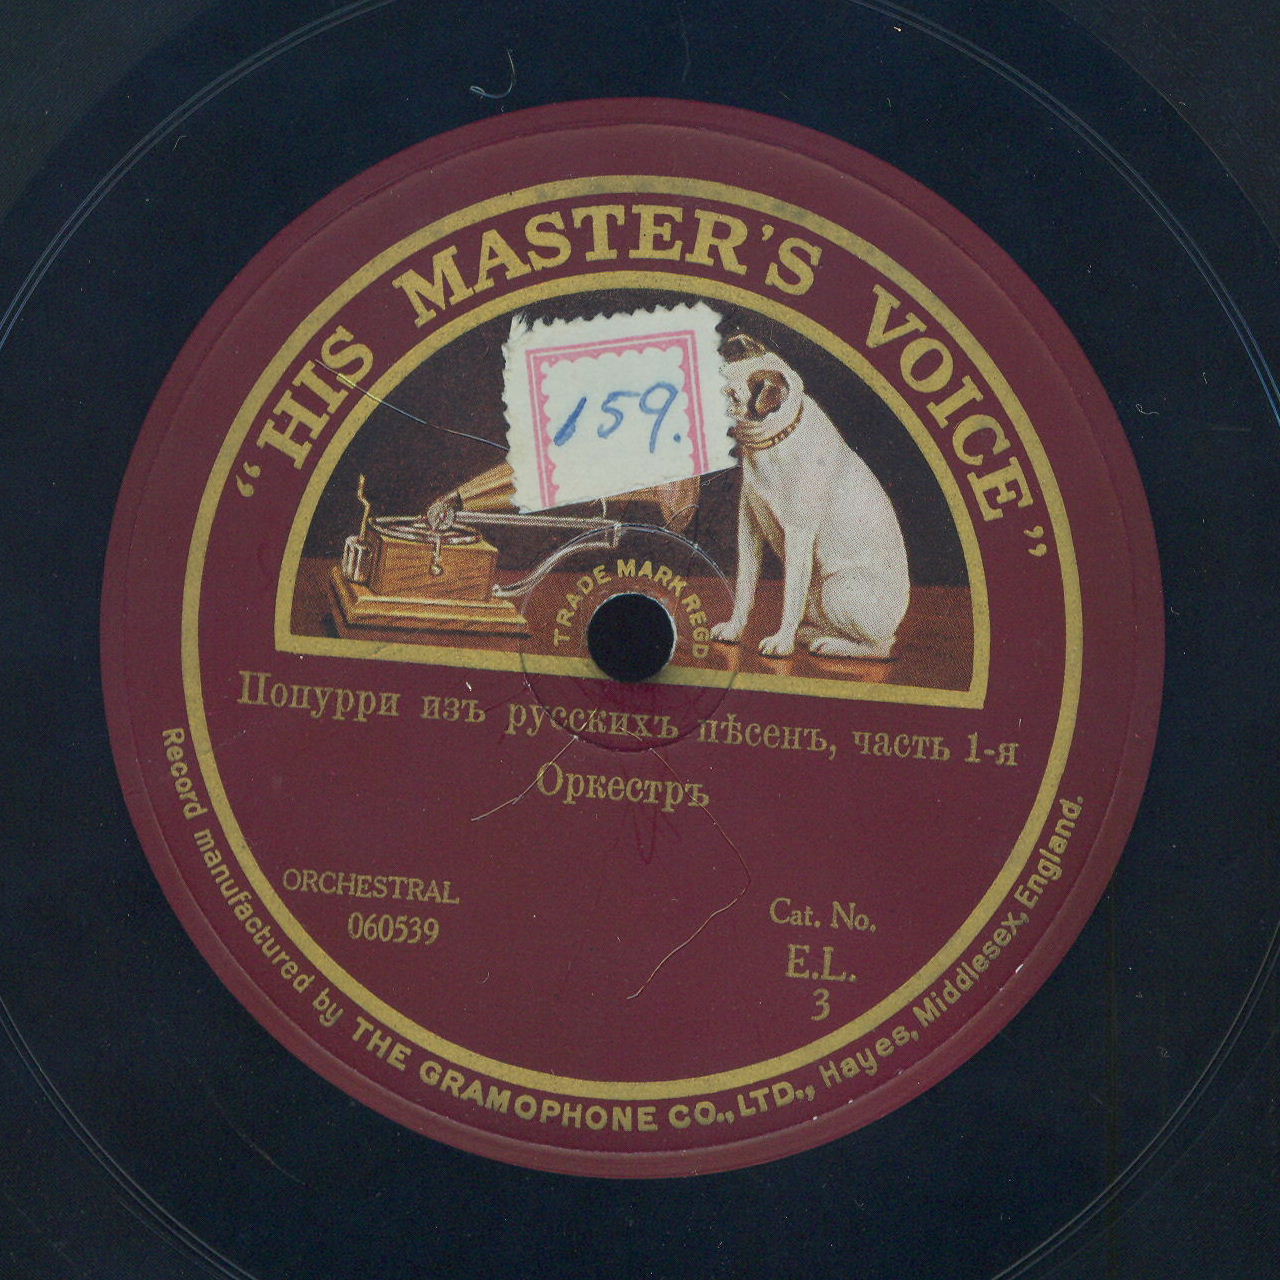 “HIS MASTER'S VOICE”
159.
TRADE MARK REGD
Попурри изъ русскихъ пѣсенъ, часть 1-я
Оркестръ
ORCHESTRAL
060539
Cat. No.
E.L.
3
Record manufactured by THE GRAMOPHONE CO., LTD., Hayes, Middlesex, England.